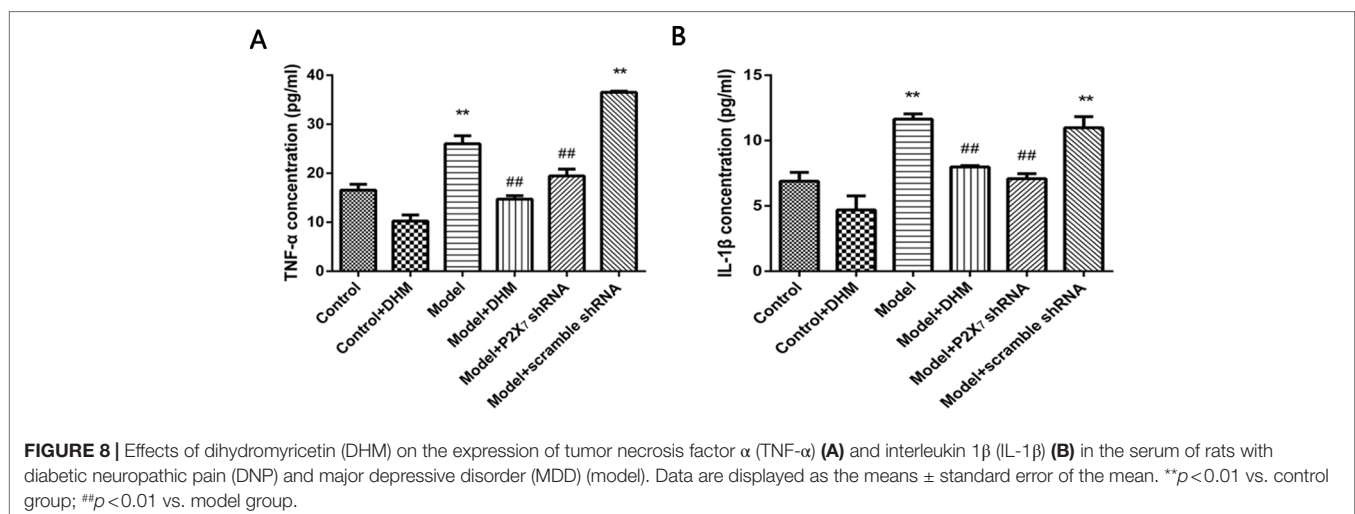 A
TNF-α concentration (pg/ml)
40
30
20
10
0
**
##
##
**
Control
Control+DHM
Model
Model+DHM
Model+P2X₇ shRNA
Model+scramble shRNA
B
IL-1β concentration (pg/ml)
15
10
5
0
**
##
##
**
Control
Control+DHM
Model
Model+DHM
Model+P2X₇ shRNA
Model+scramble shRNA
FIGURE 8 | Effects of dihydromyricetin (DHM) on the expression of tumor necrosis factor α (TNF-α) (A) and interleukin 1β (IL-1β) (B) in the serum of rats with
diabetic neuropathic pain (DNP) and major depressive disorder (MDD) (model). Data are displayed as the means ± standard error of the mean. **p<0.01 vs. control
group; ##p<0.01 vs. model group.